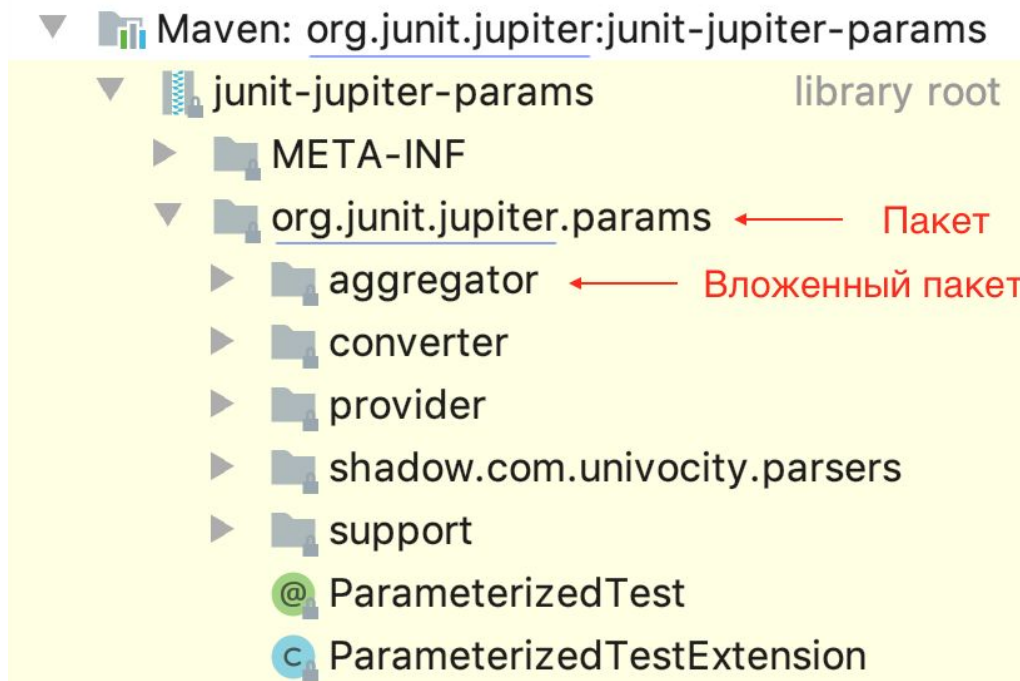 Maven: org.junit.jupiter:junit-jupiter-params
junit-jupiter-params library root
META-INF
org.junit.jupiter.params Пакет
aggregator Вложенный пакет
converter
provider
shadow.com.univocity.parsers
support
@ ParameterizedTest
C ParameterizedTestExtension